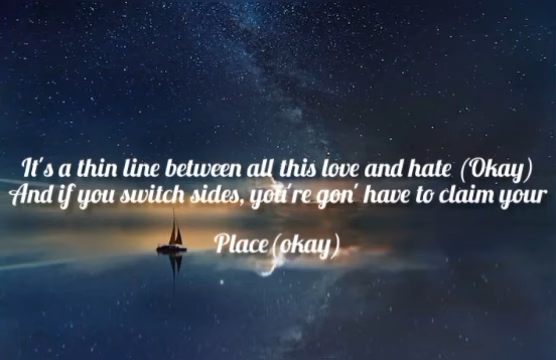 It's a thin line between all this love and hate (Okay)
And if you switch sides, you're gon' have to claim your
Place(okay)